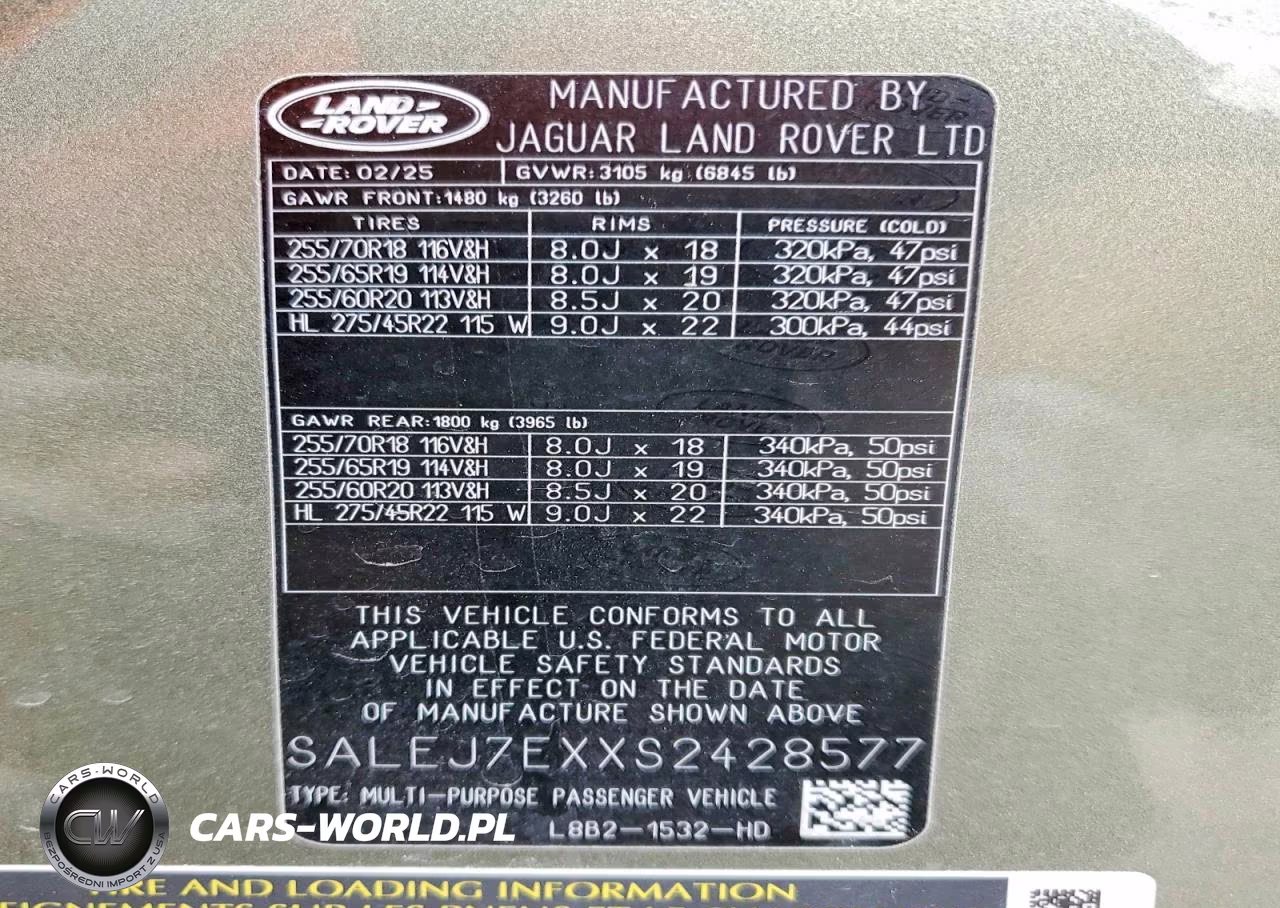 LAND
ROVER
MANUFACTURED BY
JAGUAR LAND ROVER LTD
DATE: 02/25 GVWR: 3105 kg (6845 lb)
GAWR FRONT: 1480 kg (3260 lb)
TIRES RIMS PRESSURE (COLD)
255/70R18 116V&H 8.0J x 18 320kPa, 47psi
255/65R19 114V&H 8.0J x 19 320kPa, 47psi
255/60R20 113V&H 8.5J x 20 320kPa, 47psi
HL 275/45R22 115 W 9.0J x 22 300kPa, 44psi
GAWR REAR: 1800 kg (3965 lb)
255/70R18 116V&H 8.0J x 18 340kPa, 50psi
255/65R19 114V&H 8.0J x 19 340kPa, 50psi
255/60R20 113V&H 8.5J x 20 340kPa, 50psi
HL 275/45R22 115 W 9.0J x 22 340kPa, 50psi
THIS VEHICLE CONFORMS TO ALL
APPLICABLE U.S. FEDERAL MOTOR
VEHICLE SAFETY STANDARDS
IN EFFECT ON THE DATE
OF MANUFACTURE SHOWN ABOVE
SALEJ7EXXS2428577
TYPE: MULTI-PURPOSE PASSENGER VEHICLE
L8B2-1532-HD
CARS-WORLD
CW
BEZPOŚREDNI IMPORT Z USA
CARS-WORLD.PL
AND LOADING INFORMATION